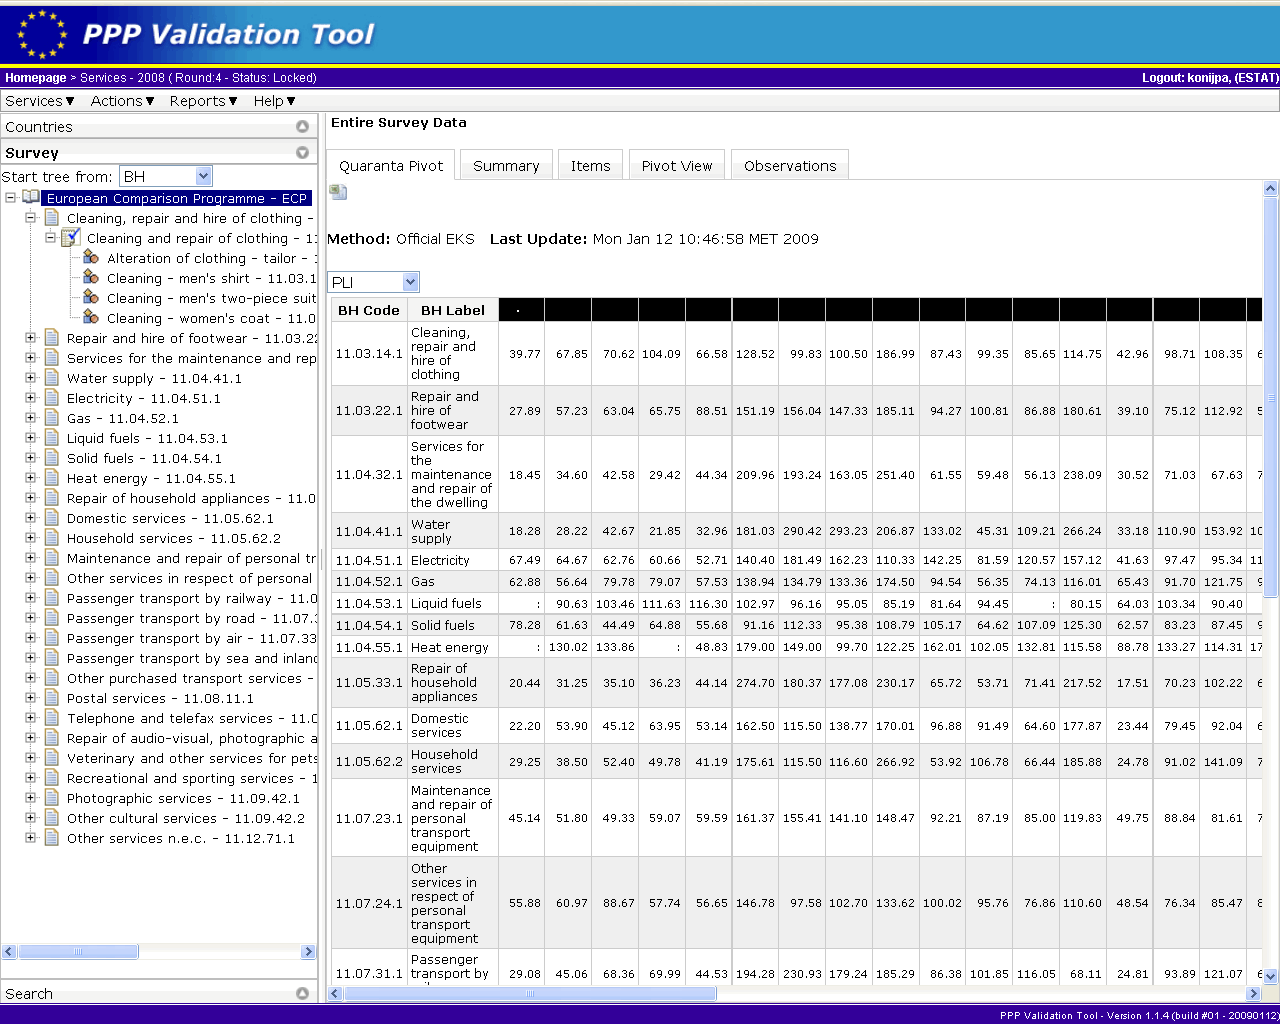 PPP Validation Tool
Homepage > Services - 2008 ( Round:4 - Status: Locked)
Logout: konijpa, (ESTAT)
Services▼ Actions▼ Reports▼ Help▼
Countries
Survey
Start tree from: BH
European Comparison Programme - ECP
Cleaning, repair and hire of clothing -
Cleaning and repair of clothing - 11
Alteration of clothing - tailor - 1
Cleaning - men's shirt - 11.03.1
Cleaning - men's two-piece suit
Cleaning - women's coat - 11.0
Repair and hire of footwear - 11.03.22
Services for the maintenance and rep
Water supply - 11.04.41.1
Electricity - 11.04.51.1
Gas - 11.04.52.1
Liquid fuels - 11.04.53.1
Solid fuels - 11.04.54.1
Heat energy - 11.04.55.1
Repair of household appliances - 11.0
Domestic services - 11.05.62.1
Household services - 11.05.62.2
Maintenance and repair of personal tr
Other services in respect of personal
Passenger transport by railway - 11.0
Passenger transport by road - 11.07.
Passenger transport by air - 11.07.33
Passenger transport by sea and inland
Other purchased transport services -
Postal services - 11.08.11.1
Telephone and telefax services - 11.0
Repair of audio-visual, photographic a
Veterinary and other services for pets
Recreational and sporting services - 1
Photographic services - 11.09.42.1
Other cultural services - 11.09.42.2
Other services n.e.c. - 11.12.71.1
Search
Entire Survey Data
Quaranta Pivot Summary Items Pivot View Observations
Method: Official EKS Last Update: Mon Jan 12 10:46:58 MET 2009
PLI
BH Code BH Label
11.03.14.1 Cleaning, repair and hire of clothing 39.77 67.85 70.62 104.09 66.58 128.52 99.83 100.50 186.99 87.43 99.35 85.65 114.75 42.96 98.71 108.35 6
11.03.22.1 Repair and hire of footwear 27.89 57.23 63.04 65.75 88.51 151.19 156.04 147.33 185.11 94.27 100.81 86.88 180.61 39.10 75.12 112.92 5
11.04.32.1 Services for the maintenance and repair of the dwelling 18.45 34.60 42.58 29.42 44.34 209.96 193.24 163.05 251.40 61.55 59.48 56.13 238.09 30.52 71.03 67.63 7
11.04.41.1 Water supply 18.28 28.22 42.67 21.85 32.96 181.03 290.42 293.23 206.87 133.02 45.31 109.21 266.24 33.18 110.90 153.92 10
11.04.51.1 Electricity 67.49 64.67 62.76 60.66 52.71 140.40 181.49 162.23 110.33 142.25 81.59 120.57 157.12 41.63 97.47 95.34 11
11.04.52.1 Gas 62.88 56.64 79.78 79.07 57.53 138.94 134.79 133.36 174.50 94.54 56.35 74.13 116.01 65.43 91.70 121.75 9
11.04.53.1 Liquid fuels : 90.63 103.46 111.63 116.30 102.97 96.16 95.05 85.19 81.64 94.45 : 80.15 64.03 103.34 90.40
11.04.54.1 Solid fuels 78.28 61.63 44.49 64.88 55.68 91.16 112.33 95.38 108.79 105.17 64.62 107.09 125.30 62.57 83.23 87.45 9
11.04.55.1 Heat energy : 130.02 133.86 : 48.83 179.00 149.00 99.70 122.25 162.01 102.05 132.81 115.58 88.78 133.27 114.31 17
11.05.33.1 Repair of household appliances 20.44 31.25 35.10 36.23 44.14 274.70 180.37 177.08 230.17 65.72 53.71 71.41 217.52 17.51 70.23 102.22 6
11.05.62.1 Domestic services 22.20 53.90 45.12 63.95 53.14 162.50 115.50 138.77 170.01 96.88 91.49 64.60 177.87 23.44 79.45 92.04 6
11.05.62.2 Household services 29.25 38.50 52.40 49.78 41.19 175.61 115.50 116.60 266.92 53.92 106.78 66.44 185.88 24.78 91.02 141.09 7
11.07.23.1 Maintenance and repair of personal transport equipment 45.14 51.80 49.33 59.07 59.59 161.37 155.41 141.10 148.47 92.21 87.19 85.00 119.83 49.75 88.84 81.61 7
11.07.24.1 Other services in respect of personal transport equipment 55.88 60.97 88.67 57.74 56.65 146.78 97.58 102.70 133.62 100.02 95.76 76.86 110.60 48.54 76.34 85.47 8
11.07.31.1 Passenger transport by 29.08 45.06 68.36 69.99 44.53 194.28 230.93 179.24 185.29 86.38 101.85 116.05 68.11 24.81 93.89 121.07 6
PPP Validation Tool - Version 1.1.4 (build #01 - 20090112)